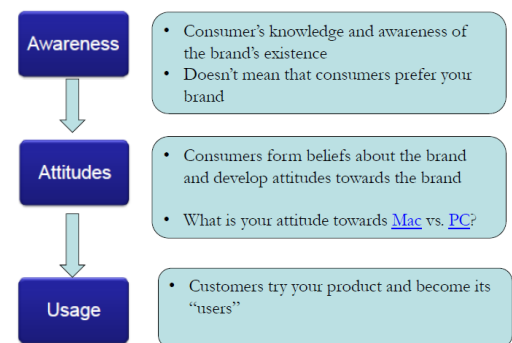 Awareness
• Consumer's knowledge and awareness of
the brand's existence
• Doesn't mean that consumers prefer your
brand
Attitudes
• Consumers form beliefs about the brand
and develop attitudes towards the brand
• What is your attitude towards Mac vs. PC?
Usage
• Customers try your product and become its
“users”